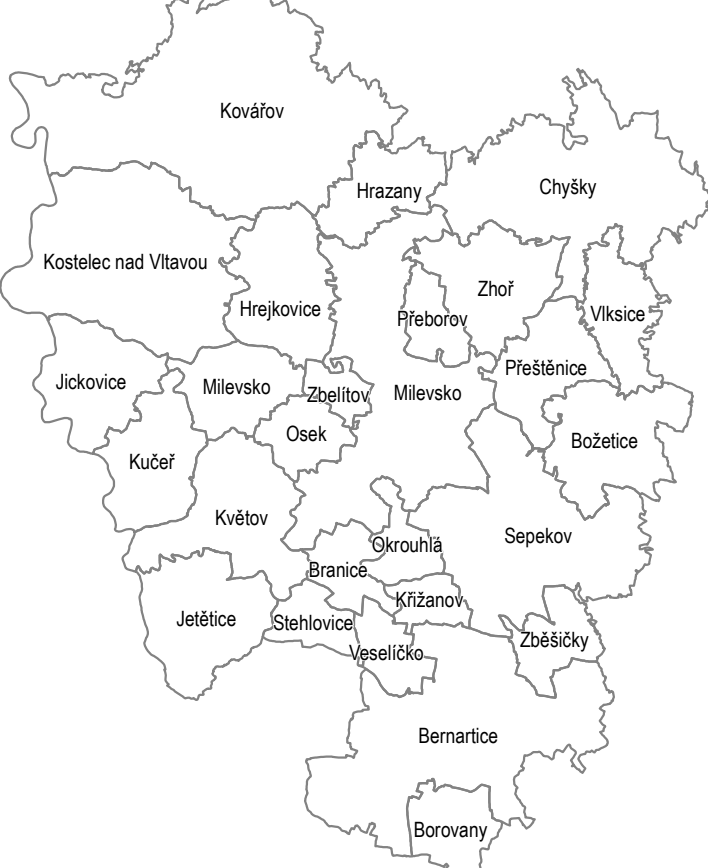 Kovářov
Hrazany
Chyšky
Kostelec nad Vltavou
Zhoř
Hrejkovice
Přeborov
Vlksice
Přeštěnice
Jickovice
Milevsko
Zbelítov
Milevsko
Osek
Božetice
Kučeř
Květov
Sepekov
Okrouhlá
Branice
Křižanov
Jetětice
Stehlovice
Zběšičky
Veselíčko
Bernartice
Borovany